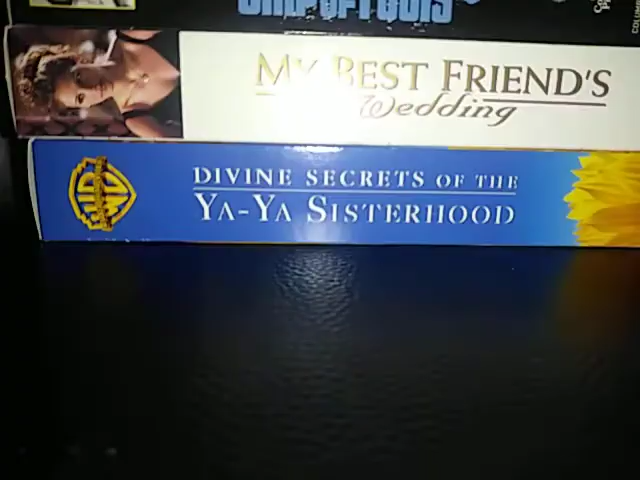 MY BEST FRIEND'S
Wedding
DIVINE SECRETS OF THE
YA-YA SISTERHOOD